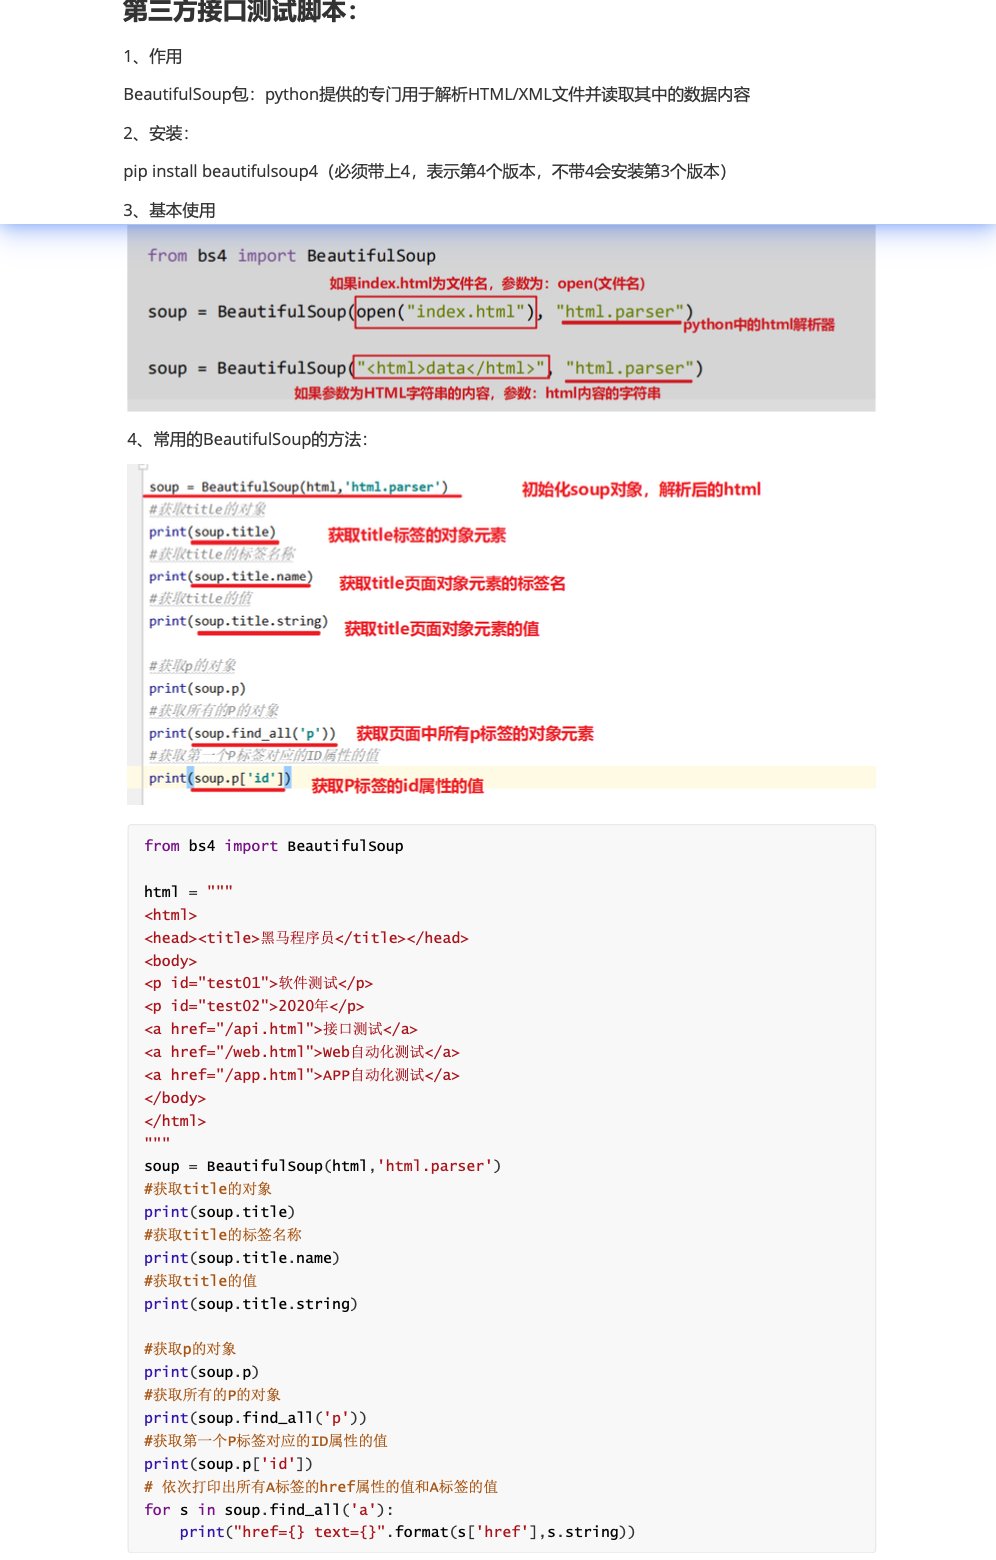 第三方接口测试脚本：
1、作用
BeautifulSoup包：python提供的专门用于解析HTML/XML文件并读取其中的数据内容
2、安装：
pip install beautifulsoup4（必须带上4，表示第4个版本，不带4会安装第3个版本）
3、基本使用
from bs4 import BeautifulSoup
如果index.html为文件名，参数为：open(文件名)
soup = BeautifulSoup(open("index.html"), "html.parser")
python中的html解析器
soup = BeautifulSoup("<html>data</html>", "html.parser")
如果参数为HTML字符串的内容，参数：html内容的字符串
4、常用的BeautifulSoup的方法：
soup = BeautifulSoup(html,'html.parser') 初始化soup对象，解析后的html
#获取title的对象
print(soup.title) 获取title标签的对象元素
#获取title的标签名称
print(soup.title.name) 获取title页面对象元素的标签名
#获取title的值
print(soup.title.string) 获取title页面对象元素的值
#获取p的对象
print(soup.p)
#获取所有的P的对象
print(soup.find_all('p')) 获取页面中所有p标签的对象元素
#获取第一个P标签对应的ID属性的值
print(soup.p['id']) 获取P标签的id属性的值
from bs4 import BeautifulSoup
html = """
<html>
<head><title>黑马程序员</title></head>
<body>
<p id="test01">软件测试</p>
<p id="test02">2020年</p>
<a href="/api.html">接口测试</a>
<a href="/web.html">Web自动化测试</a>
<a href="/app.html">APP自动化测试</a>
</body>
</html>
"""
soup = BeautifulSoup(html,'html.parser')
#获取title的对象
print(soup.title)
#获取title的标签名称
print(soup.title.name)
#获取title的值
print(soup.title.string)
#获取p的对象
print(soup.p)
#获取所有的P的对象
print(soup.find_all('p'))
#获取第一个P标签对应的ID属性的值
print(soup.p['id'])
# 依次打印出所有A标签的href属性的值和A标签的值
for s in soup.find_all('a'):
    print("href={} text={}".format(s['href'],s.string))